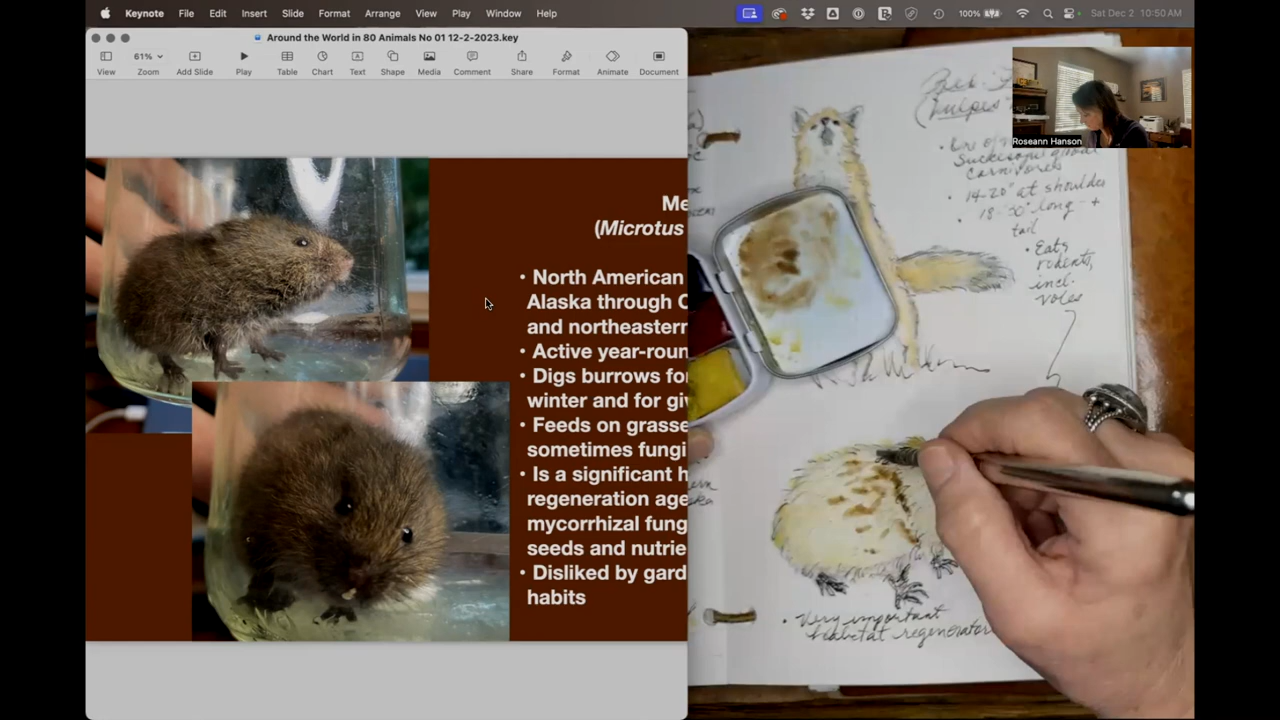 Keynote File Edit Insert Slide Format Arrange View Play Window Help
100% Sat Dec 2 10:50 AM
Around the World in 80 Animals No 01 12-2-2023.key
61%
View Zoom Add Slide Play Table Chart Text Shape Media Comment Share Format Animate Document
Me
(Microtus
• North American
Alaska through C
and northeastern
• Active year-roun
• Digs burrows fo
winter and for gi
• Feeds on grasse
sometimes fungi
• Is a significant h
regeneration age
mycorrhizal fung
seeds and nutrie
• Disliked by gard
habits
Roseann Hanson
(Vulpes
successful global
carnivores
• 14-20" at shoulder
long +
tail
• Eats
rodents,
incl.
voles
• Very important
habitat regenerator